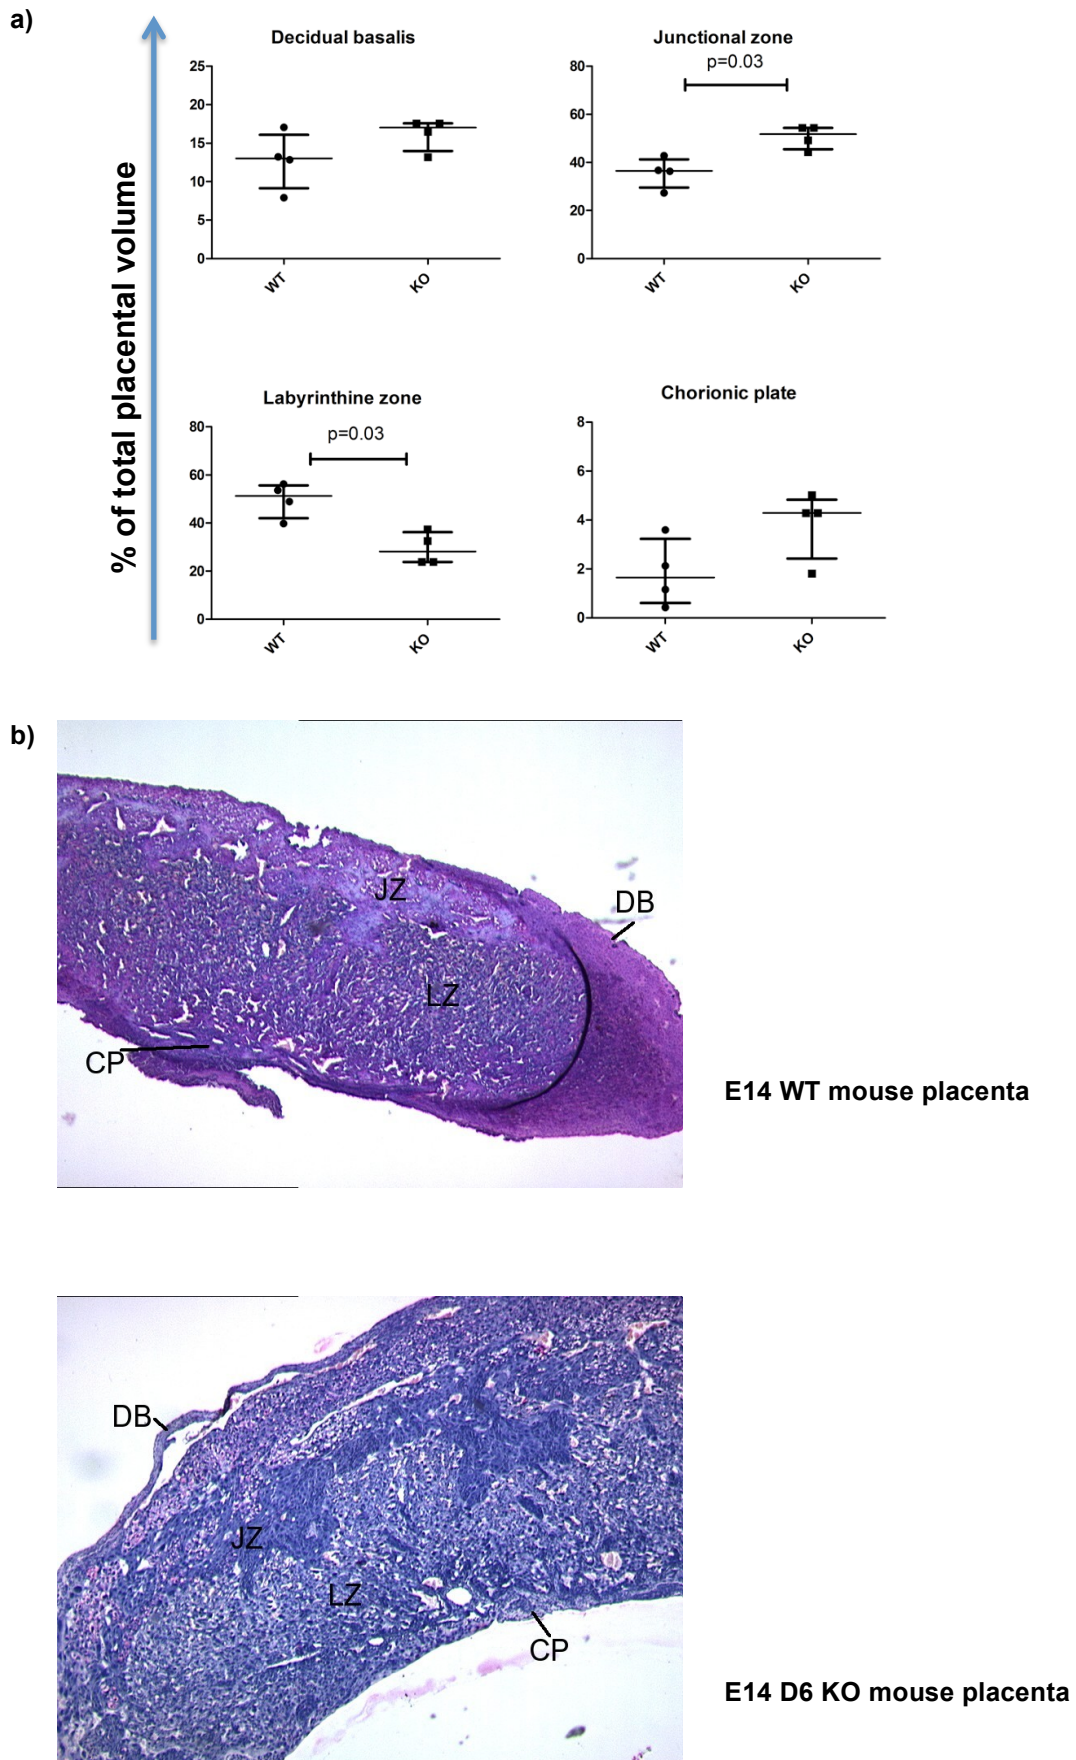 a)
% of total placental volume
Decidual basalis
25
20
15
10
5
0
WT
KO
Junctional zone
p=0.03
80
60
40
20
0
WT
KO
Labyrinthine zone
p=0.03
80
60
40
20
0
WT
KO
Chorionic plate
8
6
4
2
0
WT
KO
b)
JZ
DB
LZ
CP
E14 WT mouse placenta
DB
JZ
LZ
CP
E14 D6 KO mouse placenta